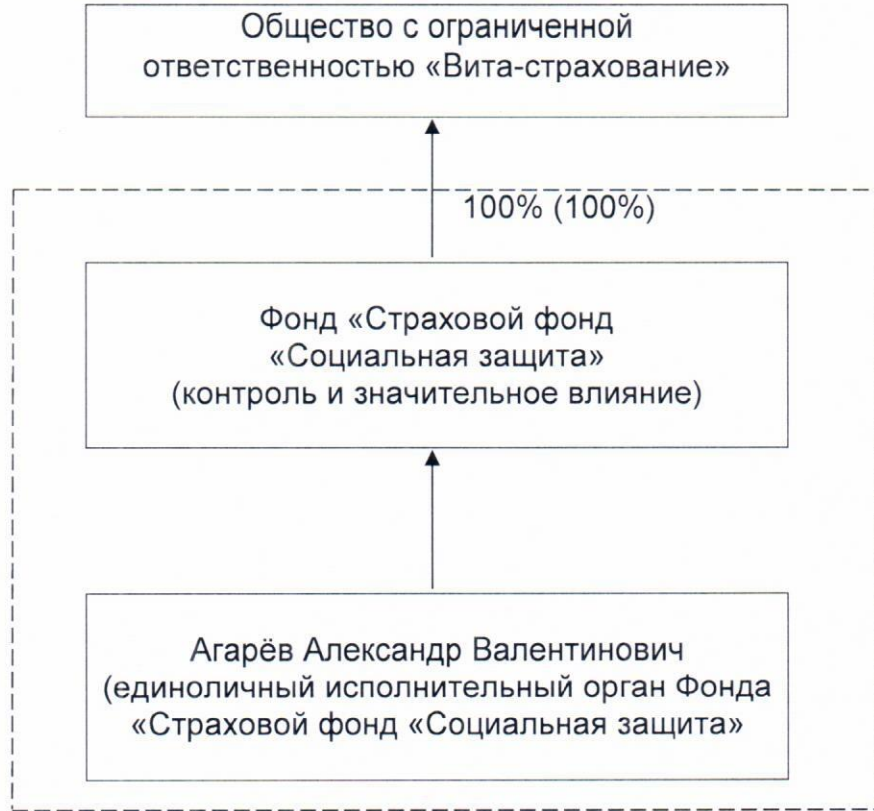 Общество с ограниченной
ответственностью «Вита-страхование»
100% (100%)
Фонд «Страховой фонд
«Социальная защита»
(контроль и значительное влияние)
Агарёв Александр Валентинович
(единоличный исполнительный орган Фонда
«Страховой фонд «Социальная защита»